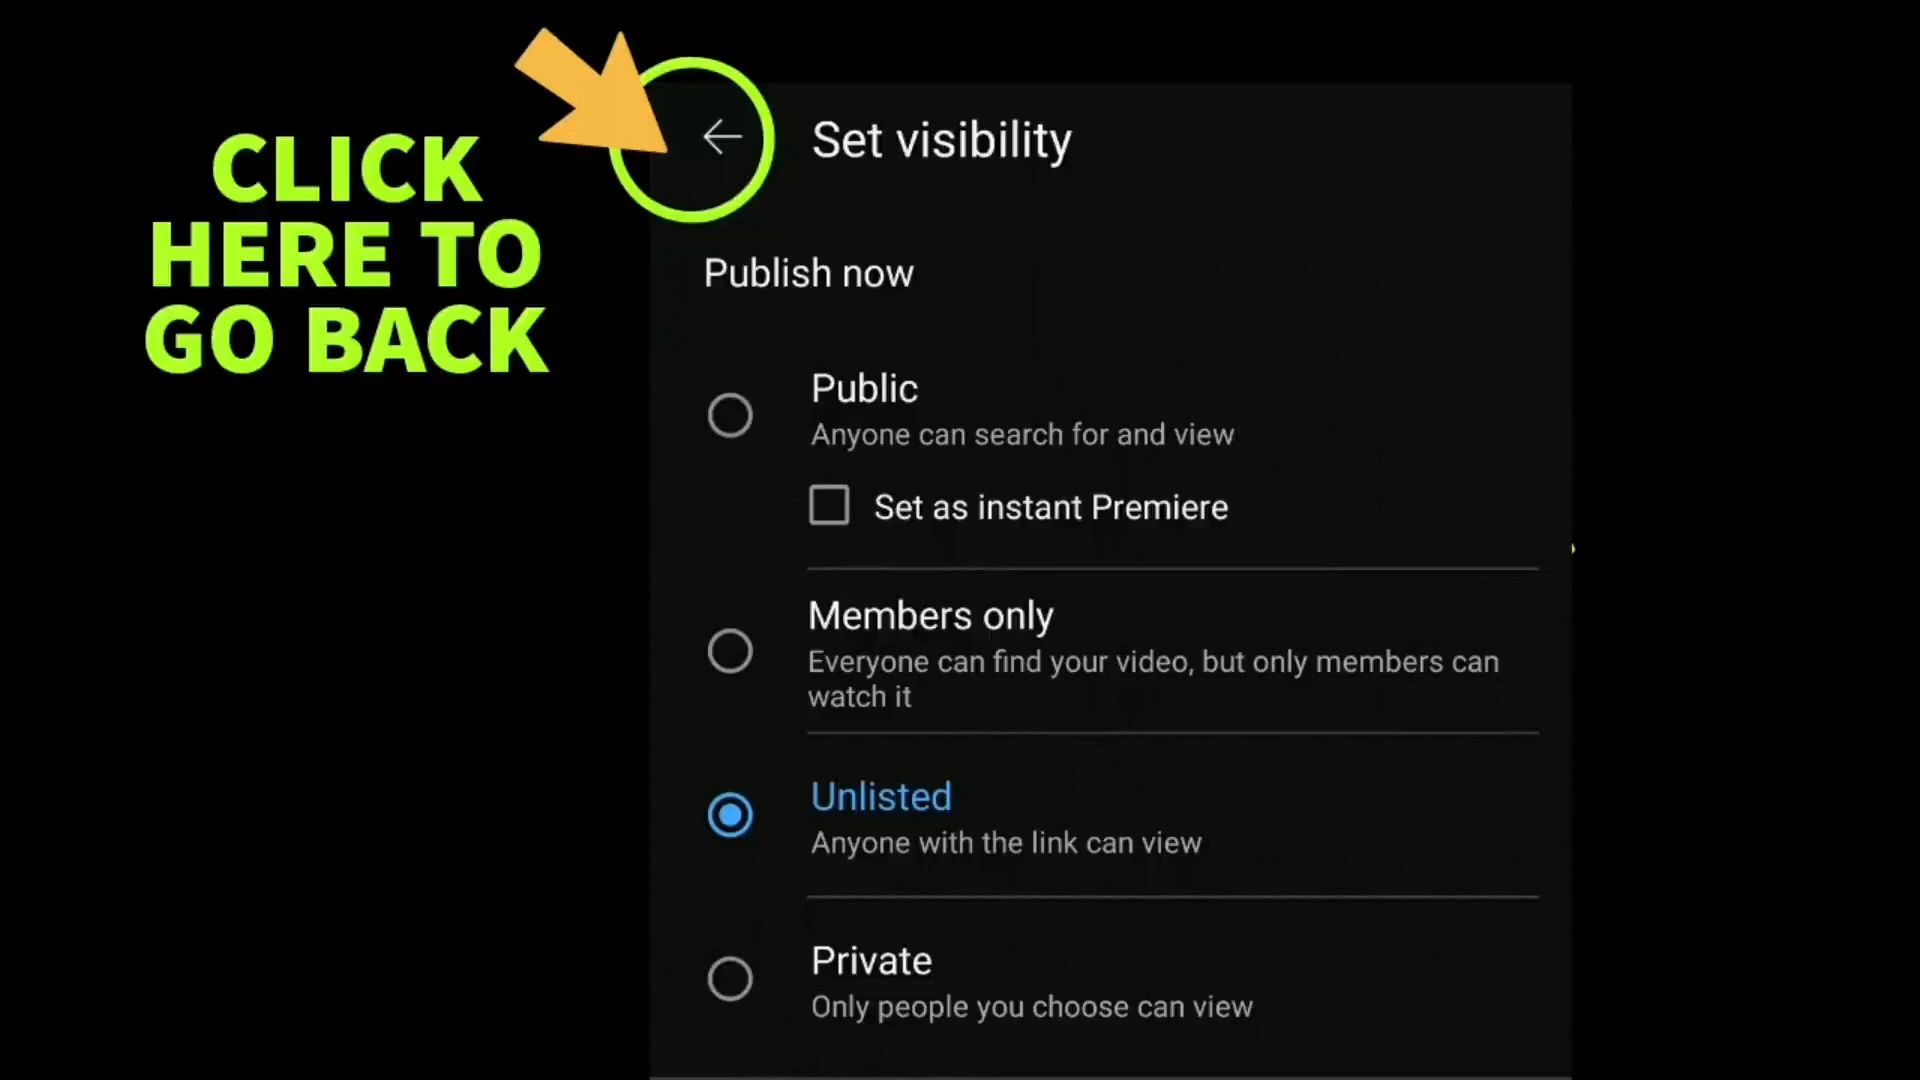 CLICK
HERE TO
GO BACK
Set visibility
Publish now
Public
Anyone can search for and view
Set as instant Premiere
Members only
Everyone can find your video, but only members can
watch it
Unlisted
Anyone with the link can view
Private
Only people you choose can view